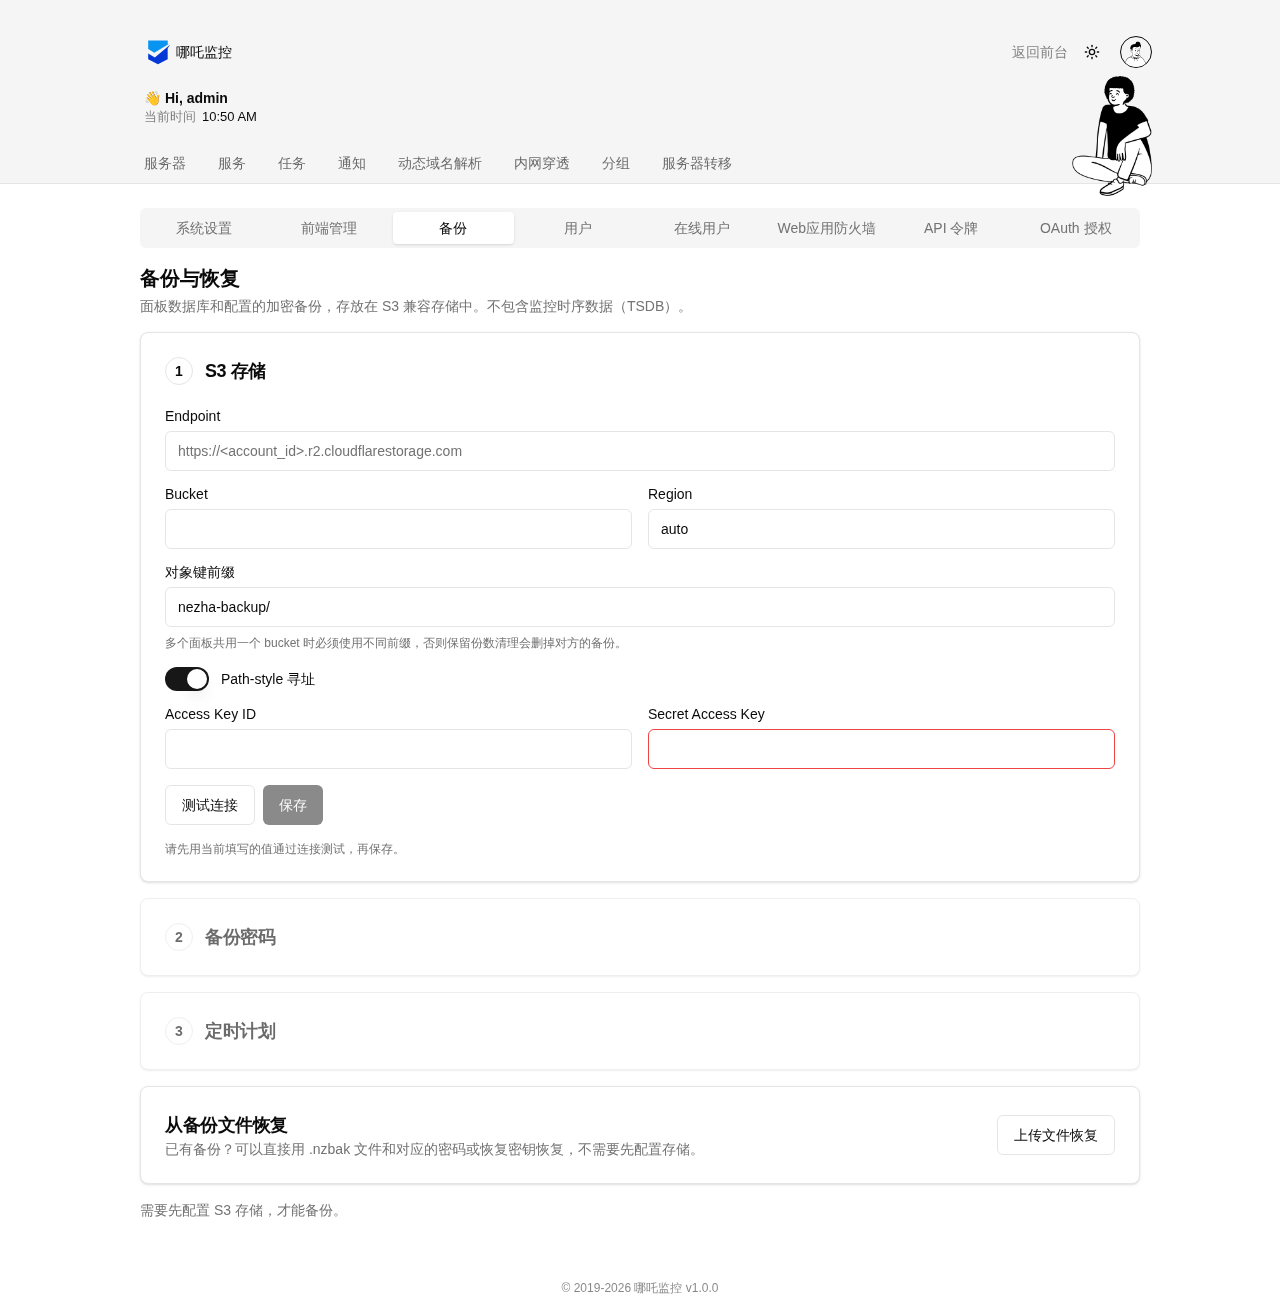 哪吒监控
返回前台
👋 Hi, admin
当前时间 10:50 AM
服务器 服务 任务 通知 动态域名解析 内网穿透 分组 服务器转移
系统设置 前端管理 备份 用户 在线用户 Web应用防火墙 API 令牌 OAuth 授权
备份与恢复
面板数据库和配置的加密备份，存放在 S3 兼容存储中。不包含监控时序数据（TSDB）。
1 S3 存储
Endpoint
https://<account_id>.r2.cloudflarestorage.com
Bucket Region
auto
对象键前缀
nezha-backup/
多个面板共用一个 bucket 时必须使用不同前缀，否则保留份数清理会删掉对方的备份。
Path-style 寻址
Access Key ID Secret Access Key
测试连接 保存
请先用当前填写的值通过连接测试，再保存。
2 备份密码
3 定时计划
从备份文件恢复
已有备份？可以直接用 .nzbak 文件和对应的密码或恢复密钥恢复，不需要先配置存储。
上传文件恢复
需要先配置 S3 存储，才能备份。
© 2019-2026 哪吒监控 v1.0.0